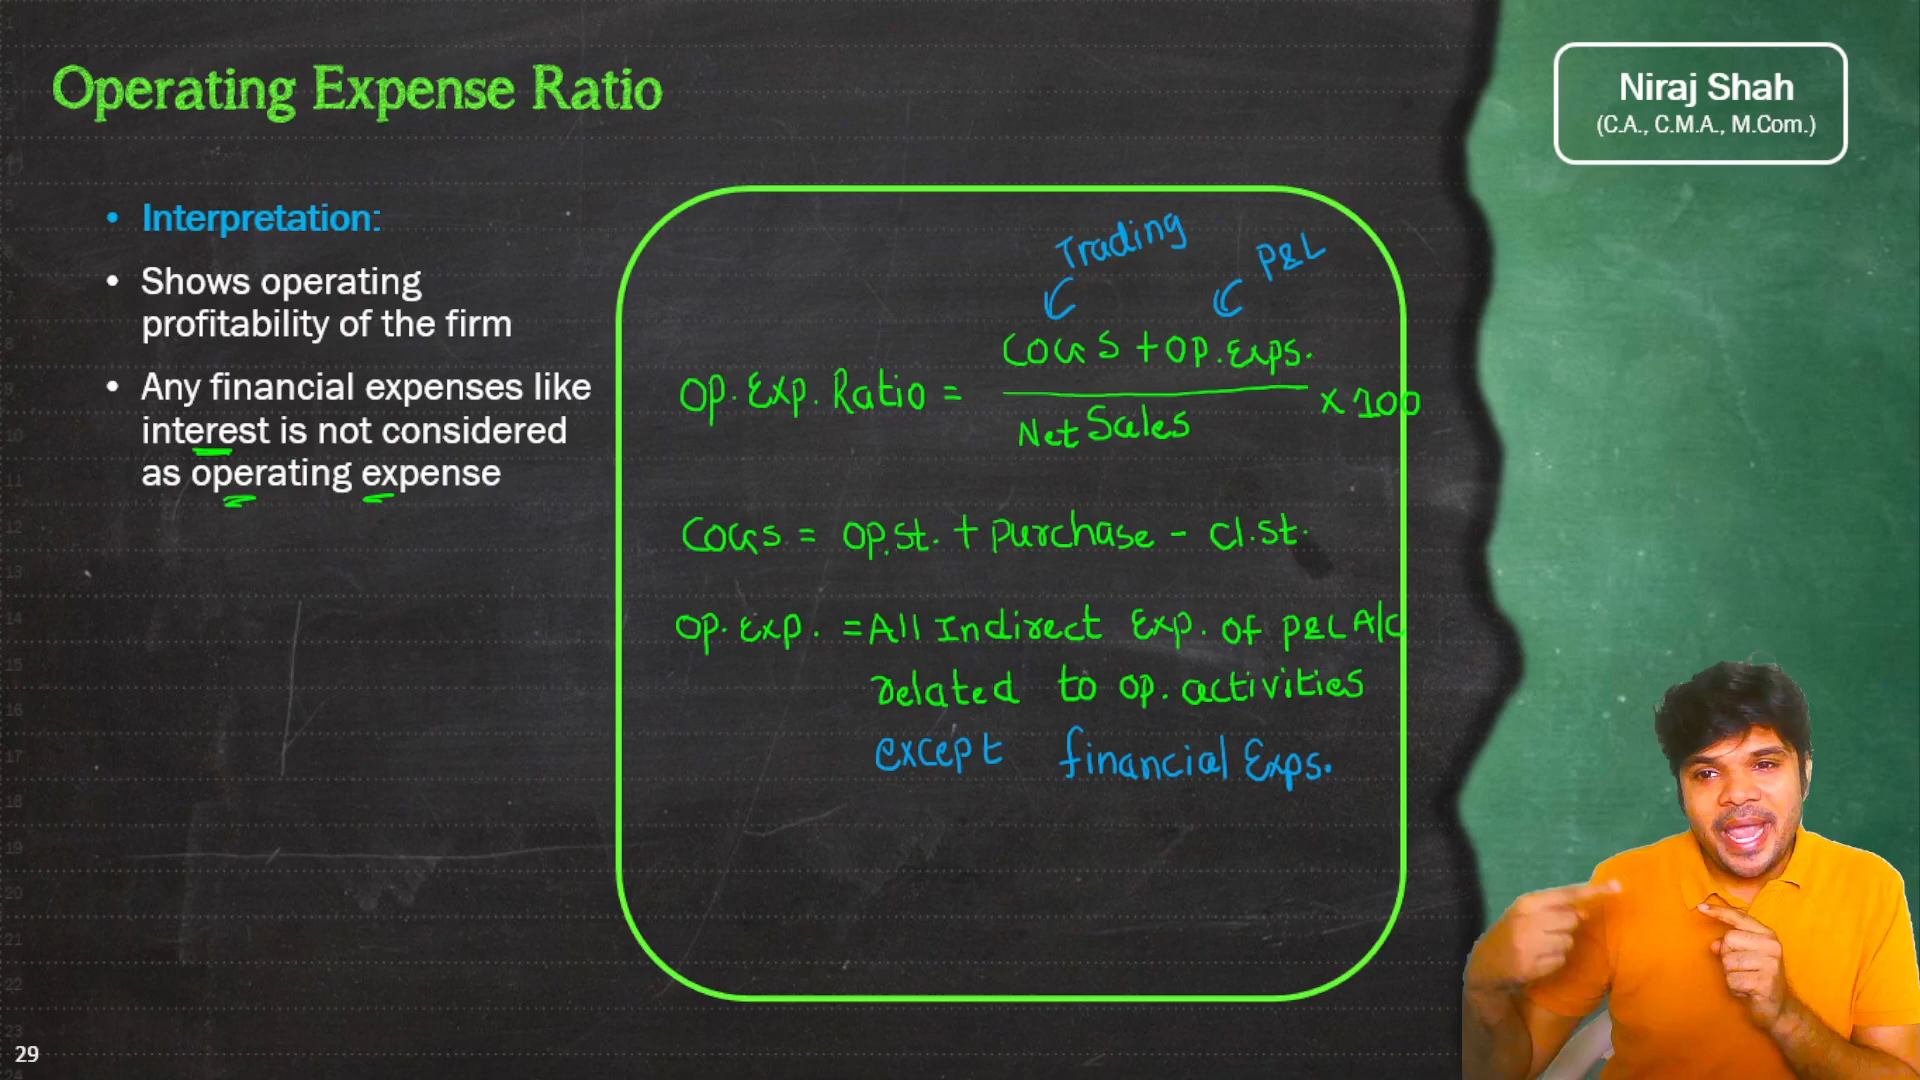 Operating Expense Ratio
Niraj Shah
(C.A., C.M.A., M.Com.)
• Interpretation:
• Shows operating
profitability of the firm
• Any financial expenses like
interest is not considered
as operating expense
Trading
P&L
COGS + OP. Exps.
OP. Exp. Ratio = × 100
Net Sales
COGS = OP. St. + Purchase - Cl. St.
OP. Exp. = All Indirect Exp. of P&L A/C
related to op. activities
except financial Exps.
29